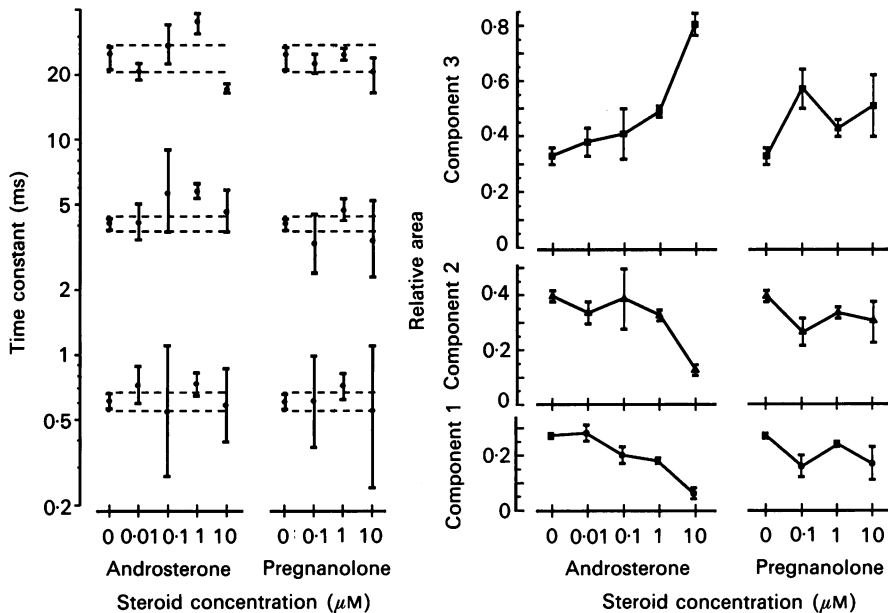 Time constant (ms)
20
10
5
2
1
0·5
0·2
0 0·01 0·1 1 10
Androsterone
0 0·1 1 10
Pregnanolone
Steroid concentration (μM)
Relative area
Component 3
0·8
0·6
0·4
0·2
0
Component 2
0·4
0·2
0
Component 1
0·2
0
0 0·01 0·1 1 10
Androsterone
0 0·1 1 10
Pregnanolone
Steroid concentration (μM)